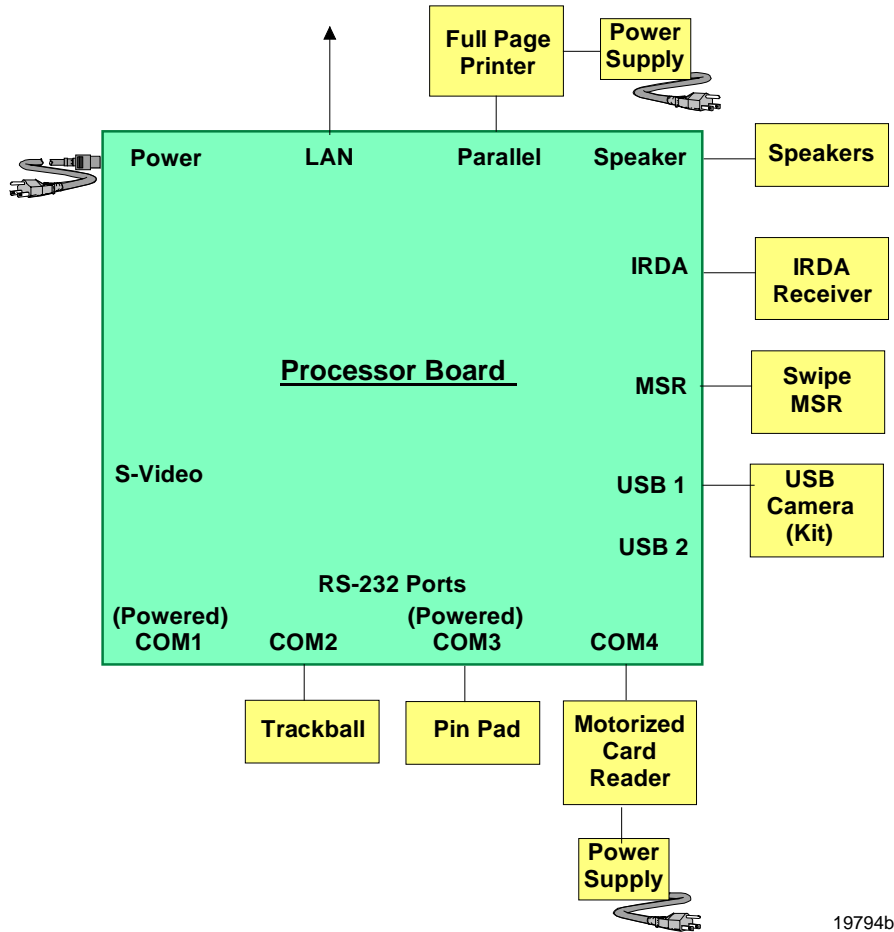 Full Page
Printer
Power
Supply
Power
LAN
Parallel
Speaker
Speakers
IRDA
IRDA
Receiver
Processor Board
MSR
Swipe
MSR
S-Video
USB 1
USB
Camera
(Kit)
USB 2
RS-232 Ports
(Powered)
COM1
COM2
(Powered)
COM3
COM4
Trackball
Pin Pad
Motorized
Card
Reader
Power
Supply
19794b